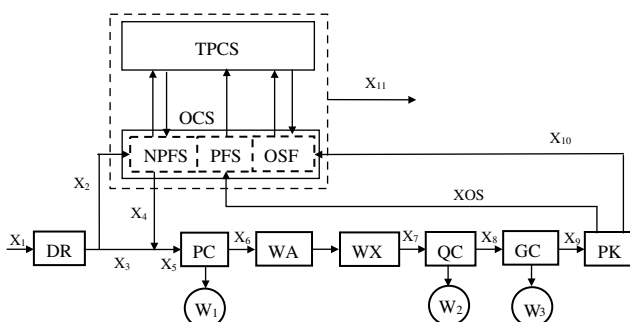 TPCS
X11
OCS
NPFS PFS OSF
X10
X2
X4
XOS
X1 DR X3 X5 PC X6 WA WX X7 QC X8 GC X9 PK
W1 W2 W3